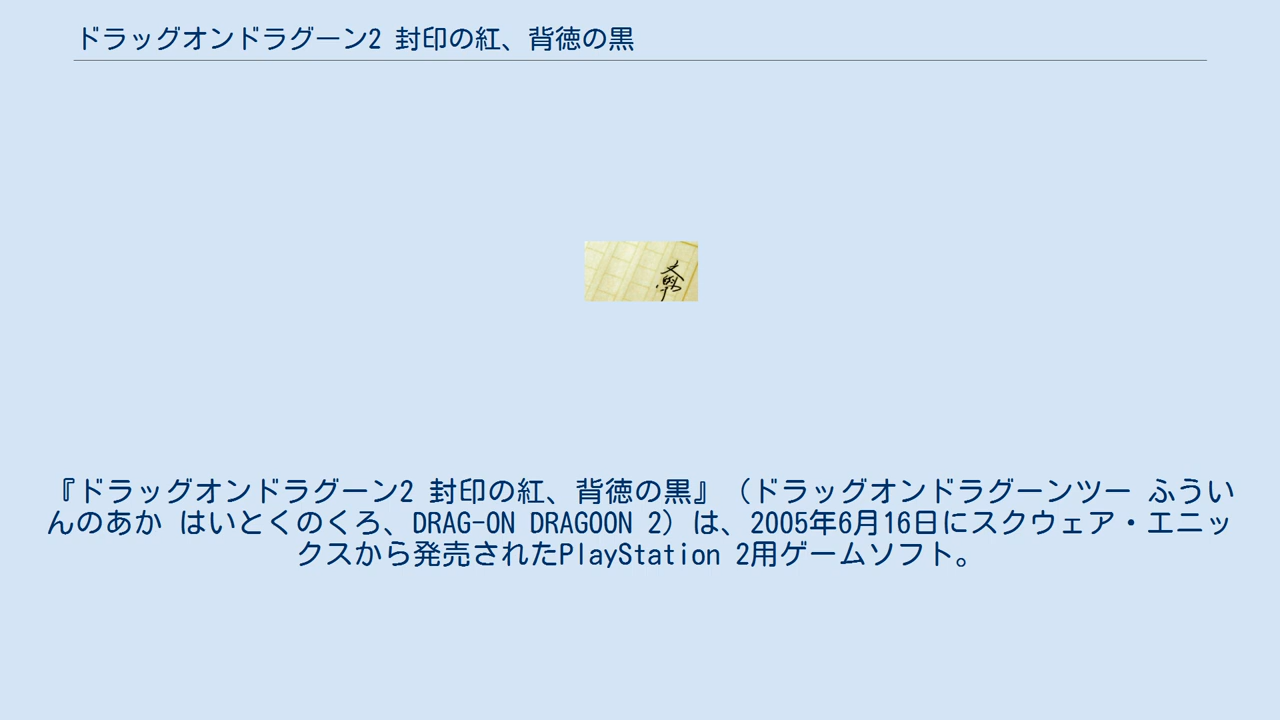 ドラッグオンドラグーン2 封印の紅、背徳の黒
『ドラッグオンドラグーン2 封印の紅、背徳の黒』（ドラッグオンドラグーンツー ふうい
んのあか はいとくのくろ、DRAG-ON DRAGOON 2）は、2005年6月16日にスクウェア・エニッ
クスから発売されたPlayStation 2用ゲームソフト。